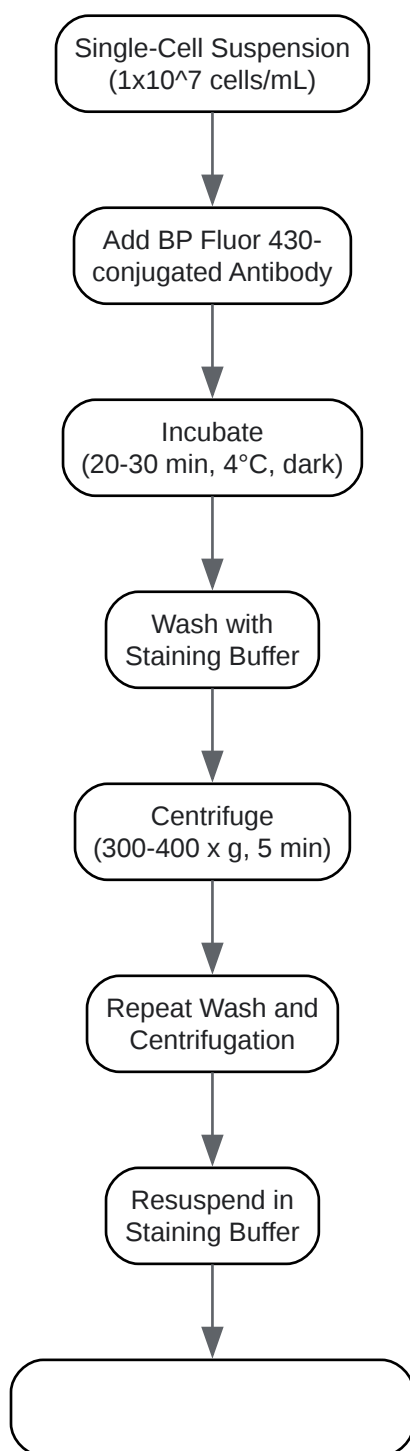 Single-Cell Suspension
(1x10^7 cells/mL)
Add BP Fluor 430-
conjugated Antibody
Incubate
(20-30 min, 4°C, dark)
Wash with
Staining Buffer
Centrifuge
(300-400 x g, 5 min)
Repeat Wash and
Centrifugation
Resuspend in
Staining Buffer